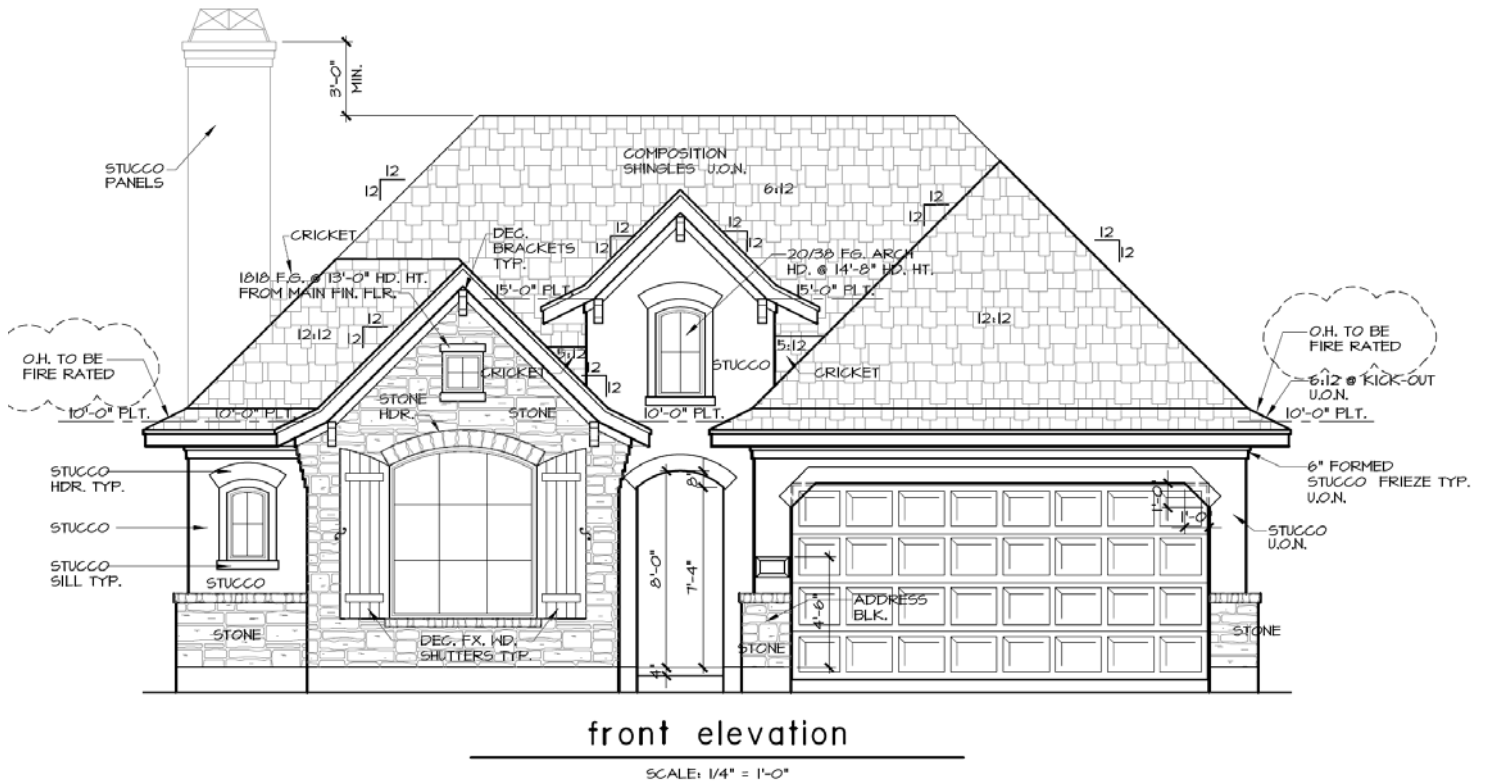 3'-0"
MIN.
STUCCO
PANELS
COMPOSITION
SHINGLES U.O.N.
6:12
12
12
12
12
12
12
12
12
12
12
CRICKET
DEC.
BRACKETS
TYP.
20/38 F.G. ARCH
HD. @ 14'-8" HD. HT.
1818 F.G. @ 13'-0" HD. HT.
FROM MAIN FIN. FLR.
15'-0" PLT.
15'-0" PLT.
12:12
12
12
12:12
O.H. TO BE
FIRE RATED
O.H. TO BE
FIRE RATED
5:12
5:12
CRICKET
CRICKET
STUCCO
12
12
6:12 @ KICK-OUT
U.O.N.
STONE
HDR.
STONE
10'-0" PLT.
10'-0" PLT.
10'-0" PLT.
10'-0" PLT.
STUCCO
HDR. TYP.
6" FORMED
STUCCO FRIEZE TYP.
U.O.N.
8"
1'-0"
1'-0"
STUCCO
STUCCO
U.O.N.
STUCCO
SILL TYP.
STUCCO
8'-0"
7'-4"
4'-6"
ADDRESS
BLK.
STONE
DEC. FX. WD.
SHUTTERS TYP.
STONE
STONE
4"
front elevation
SCALE: 1/4" = 1'-0"